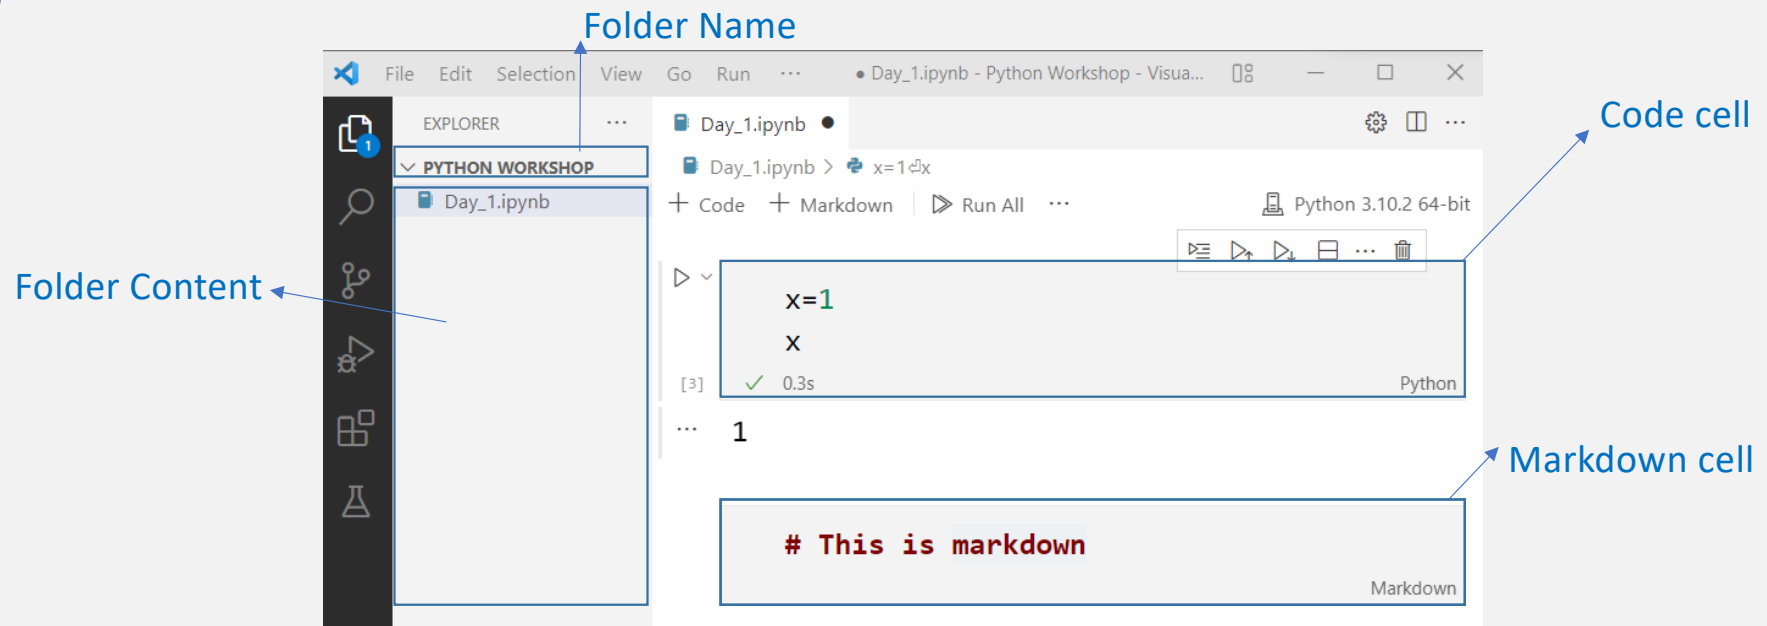 Folder Name
File Edit Selection View Go Run ··· ● Day_1.ipynb - Python Workshop - Visua...
Code cell
EXPLORER ···
Day_1.ipynb ●
1
PYTHON WORKSHOP
Day_1.ipynb > x=1⏎x
Day_1.ipynb
+ Code + Markdown Run All ··· Python 3.10.2 64-bit
Folder Content
x=1
x
[3] ✓ 0.3s Python
··· 1
Markdown cell
# This is markdown
Markdown